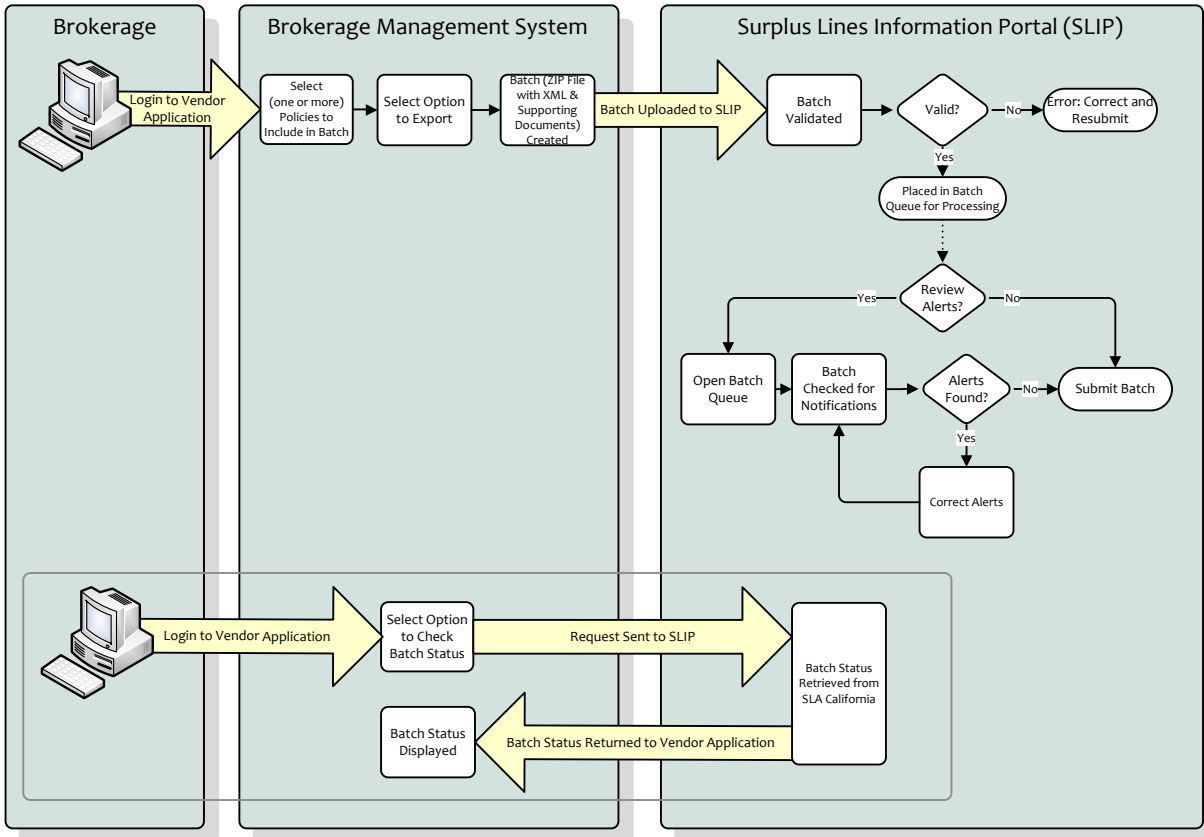 Brokerage
Brokerage Management System
Surplus Lines Information Portal (SLIP)
Login to Vendor
Application
Select
(one or more)
Policies to
Include in Batch
Select Option
to Export
Batch (ZIP File
with XML &
Supporting
Documents)
Created
Batch Uploaded to SLIP
Batch
Validated
Valid?
No
Error: Correct and
Resubmit
Yes
Placed in Batch
Queue for Processing
Review
Alerts?
Yes
No
Open Batch
Queue
Batch
Checked for
Notifications
Alerts
Found?
No
Submit Batch
Yes
Correct Alerts
Login to Vendor Application
Select Option
to Check
Batch Status
Request Sent to SLIP
Batch Status
Retrieved from
SLA California
Batch Status
Displayed
Batch Status Returned to Vendor Application